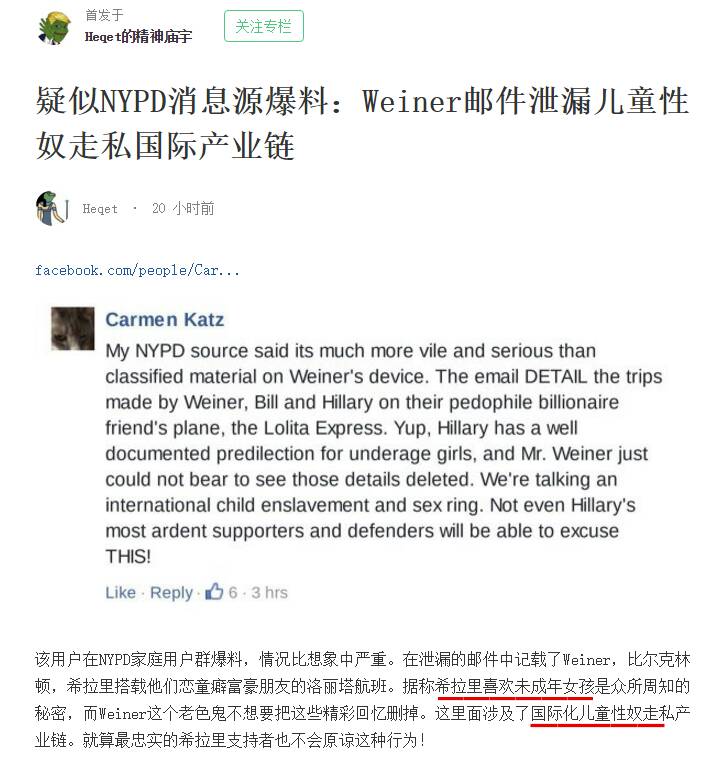 首发于
Heqet的精神庙宇
关注专栏
疑似NYPD消息源爆料：Weiner邮件泄漏儿童性
奴走私国际产业链
Heqet · 20 小时前
facebook.com/people/Car...
Carmen Katz
My NYPD source said its much more vile and serious than
classified material on Weiner's device. The email DETAIL the trips
made by Weiner, Bill and Hillary on their pedophile billionaire
friend's plane, the Lolita Express. Yup, Hillary has a well
documented predilection for underage girls, and Mr. Weiner just
could not bear to see those details deleted. We're talking an
international child enslavement and sex ring. Not even Hillary's
most ardent supporters and defenders will be able to excuse
THIS!
Like · Reply · 6 · 3 hrs
该用户在NYPD家庭用户群爆料，情况比想象中严重。在泄漏的邮件中记载了Weiner，比尔克林
顿，希拉里搭载他们恋童癖富豪朋友的洛丽塔航班。据称希拉里喜欢未成年女孩是众所周知的
秘密，而Weiner这个老色鬼不想要把这些精彩回忆删掉。这里面涉及了国际化儿童性奴走私产
业链。就算最忠实的希拉里支持者也不会原谅这种行为！